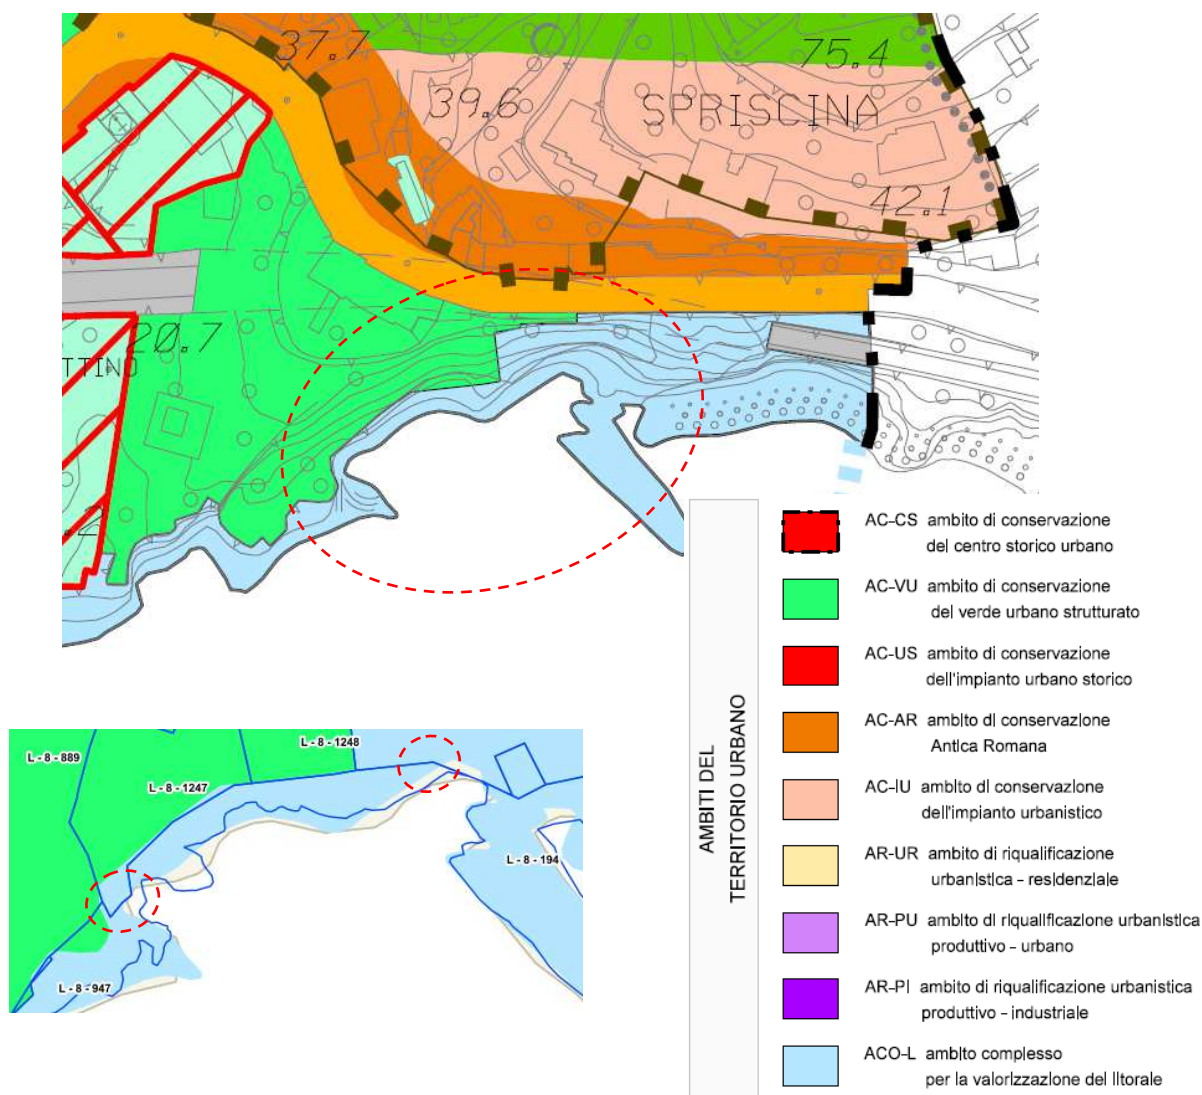 37.7
75.4
39.6
SPRISCINA
42.1
20.7
TTINO
.2
AMBITI DEL
TERRITORIO URBANO
AC-CS ambito di conservazione
del centro storico urbano
AC-VU ambito di conservazione
del verde urbano strutturato
AC-US ambito di conservazione
dell'impianto urbano storico
AC-AR ambito di conservazione
Antica Romana
AC-IU ambito di conservazione
dell'impianto urbanistico
AR-UR ambito di riqualificazione
urbanistica - residenziale
AR-PU ambito di riqualificazione urbanistica
produttivo - urbano
AR-PI ambito di riqualificazione urbanistica
produttivo - industriale
ACO-L ambito complesso
per la valorizzazione del litorale
L - 8 - 889
L - 8 - 1248
L - 8 - 1247
L - 8 - 194
L - 8 - 947